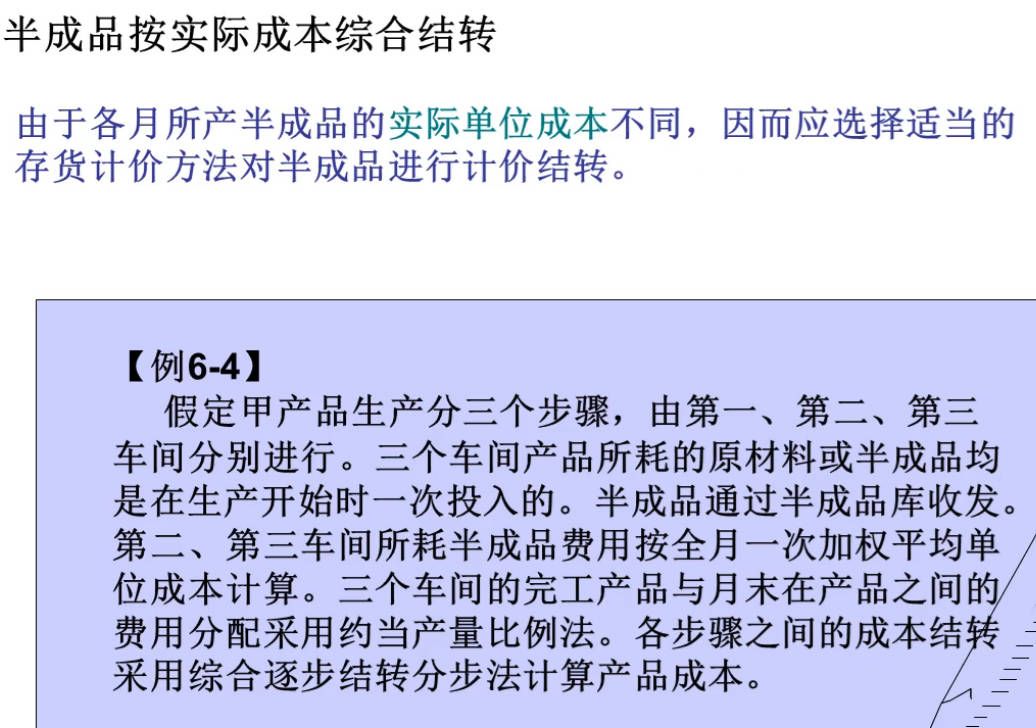 半成品按实际成本综合结转
由于各月所产半成品的实际单位成本不同，因而应选择适当的
存货计价方法对半成品进行计价结转。
【例6-4】
假定甲产品生产分三个步骤，由第一、第二、第三
车间分别进行。三个车间产品所耗的原材料或半成品均
是在生产开始时一次投入的。半成品通过半成品库收发。
第二、第三车间所耗半成品费用按全月一次加权平均单
位成本计算。三个车间的完工产品与月末在产品之间的
费用分配采用约当产量比例法。各步骤之间的成本结转
采用综合逐步结转分步法计算产品成本。